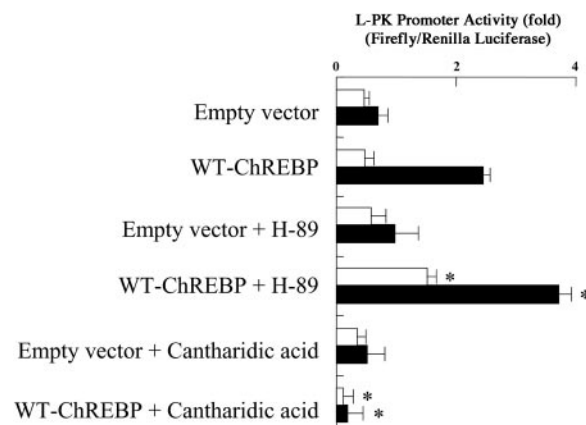 L-PK Promoter Activity (fold)
(Firefly/Renilla Luciferase)
0 2 4
Empty vector
WT-ChREBP
Empty vector + H-89
WT-ChREBP + H-89
*
*
Empty vector + Cantharidic acid
WT-ChREBP + Cantharidic acid
*
*